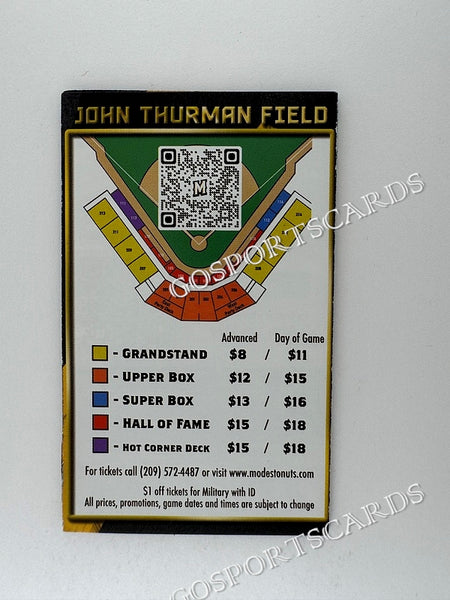 JOHN THURMAN FIELD
M
GOSPORTSCARDS
Advanced Day of Game
- GRANDSTAND $8 / $11
- UPPER BOX $12 / $15
- SUPER BOX $13 / $16
- HALL OF FAME $15 / $18
- HOT CORNER DECK $15 / $18
For tickets call (209) 572-4487 or visit www.modestonuts.com
$1 off tickets for Military with ID
All prices, promotions, game dates and times are subject to change
GOSPORTSCARDS